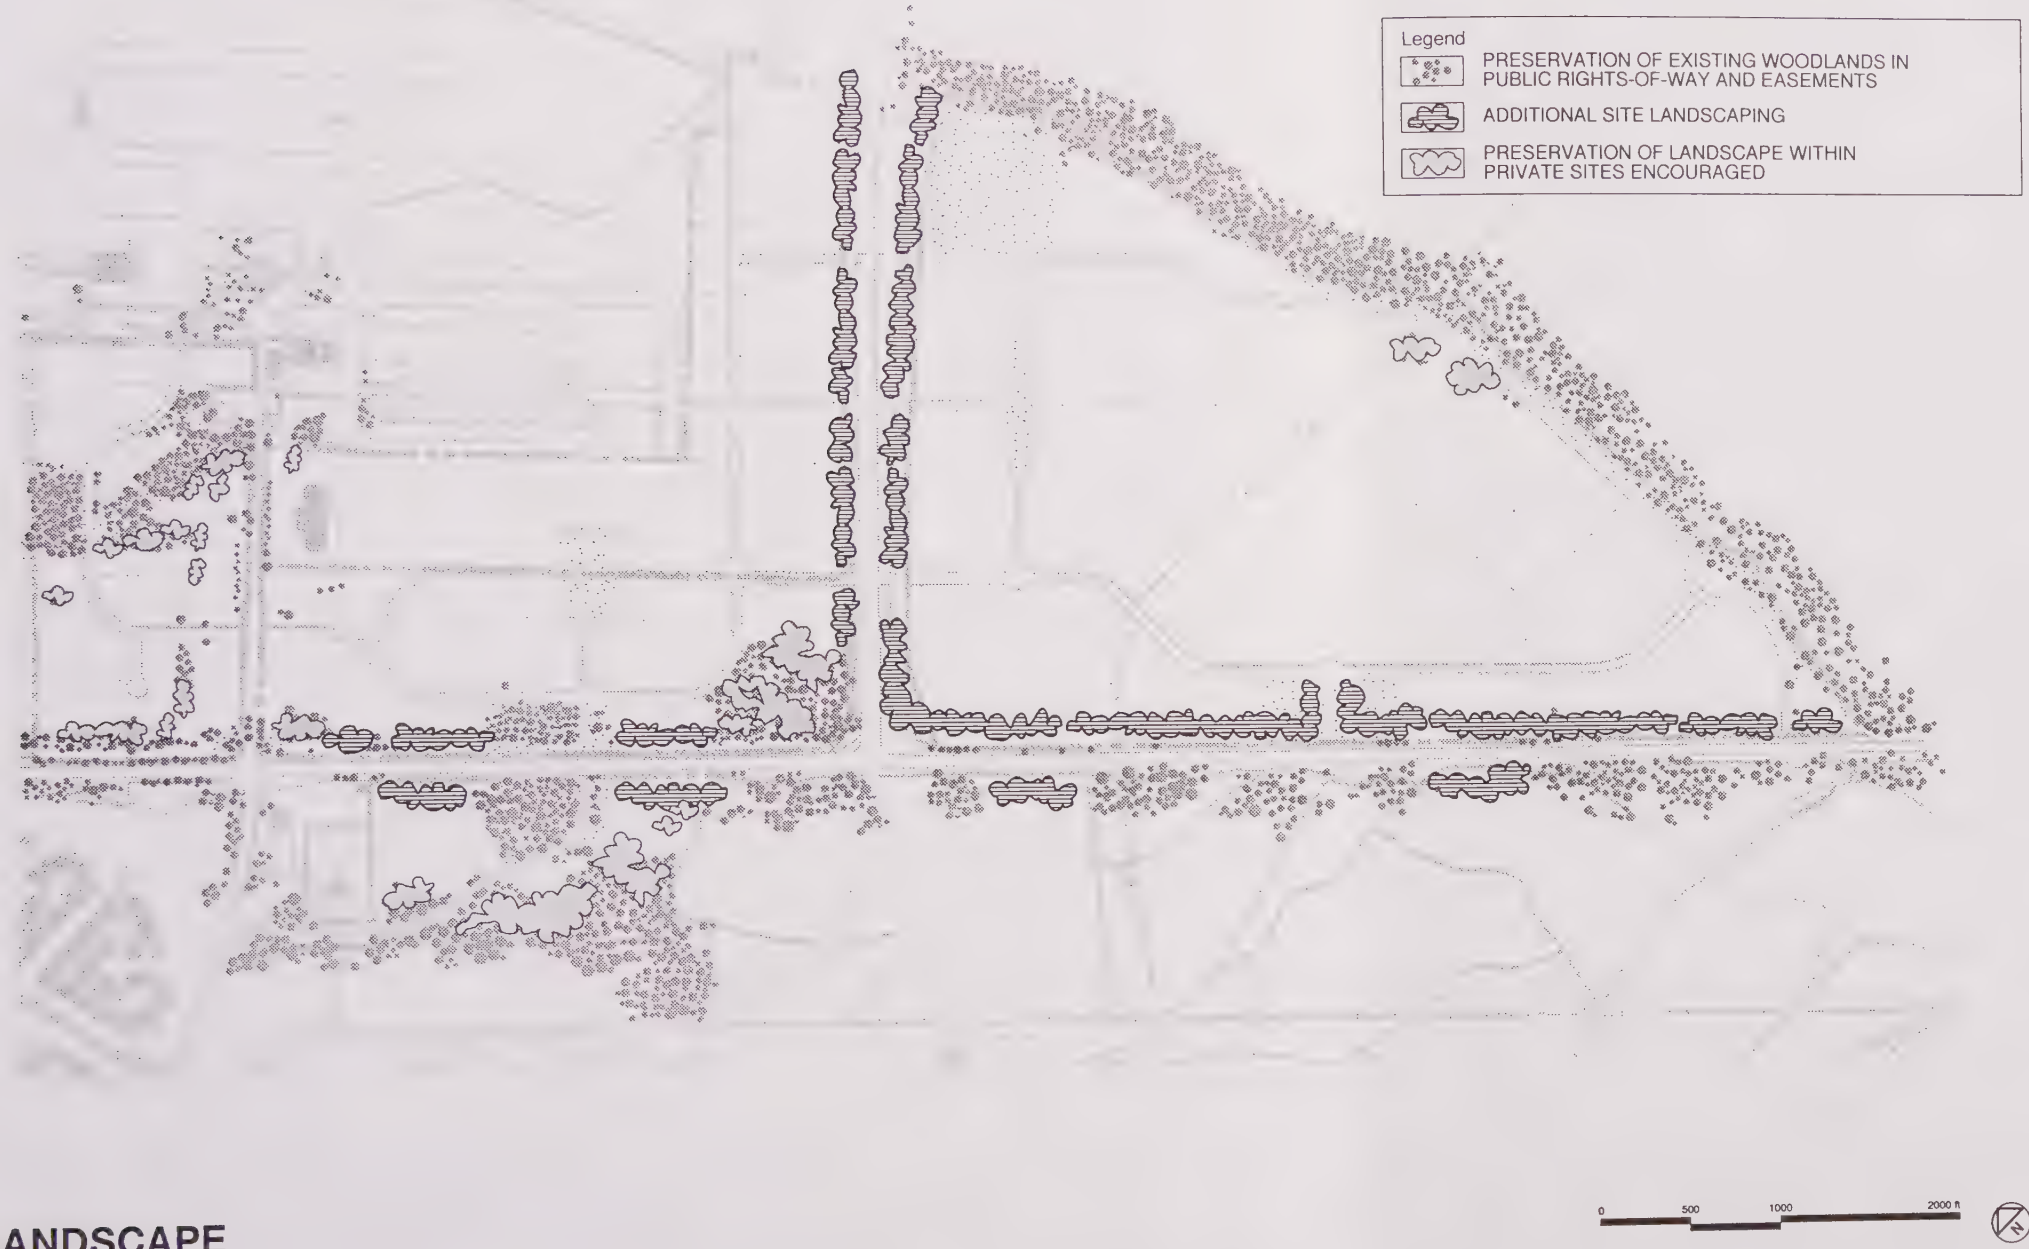 Legend
PRESERVATION OF EXISTING WOODLANDS IN
PUBLIC RIGHTS-OF-WAY AND EASEMENTS
ADDITIONAL SITE LANDSCAPING
PRESERVATION OF LANDSCAPE WITHIN
PRIVATE SITES ENCOURAGED
0 500 1000 2000 ft
N
ANDSCAPE